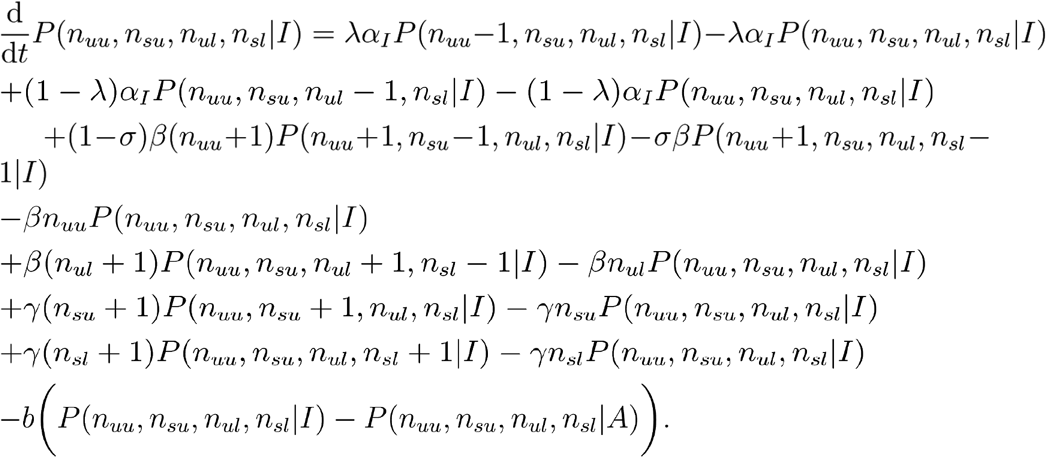 d/dt P(n_{uu}, n_{su}, n_{ul}, n_{sl}|I) = λα_I P(n_{uu}−1, n_{su}, n_{ul}, n_{sl}|I)−λα_I P(n_{uu}, n_{su}, n_{ul}, n_{sl}|I)
+(1 − λ)α_I P(n_{uu}, n_{su}, n_{ul} − 1, n_{sl}|I) − (1 − λ)α_I P(n_{uu}, n_{su}, n_{ul}, n_{sl}|I)
+(1−σ)β(n_{uu}+1)P(n_{uu}+1, n_{su}−1, n_{ul}, n_{sl}|I)−σβP(n_{uu}+1, n_{su}, n_{ul}, n_{sl}−
1|I)
−βn_{uu}P(n_{uu}, n_{su}, n_{ul}, n_{sl}|I)
+β(n_{ul} + 1)P(n_{uu}, n_{su}, n_{ul} + 1, n_{sl} − 1|I) − βn_{ul}P(n_{uu}, n_{su}, n_{ul}, n_{sl}|I)
+γ(n_{su} + 1)P(n_{uu}, n_{su} + 1, n_{ul}, n_{sl}|I) − γn_{su}P(n_{uu}, n_{su}, n_{ul}, n_{sl}|I)
+γ(n_{sl} + 1)P(n_{uu}, n_{su}, n_{ul}, n_{sl} + 1|I) − γn_{sl}P(n_{uu}, n_{su}, n_{ul}, n_{sl}|I)
−b(P(n_{uu}, n_{su}, n_{ul}, n_{sl}|I) − P(n_{uu}, n_{su}, n_{ul}, n_{sl}|A)).